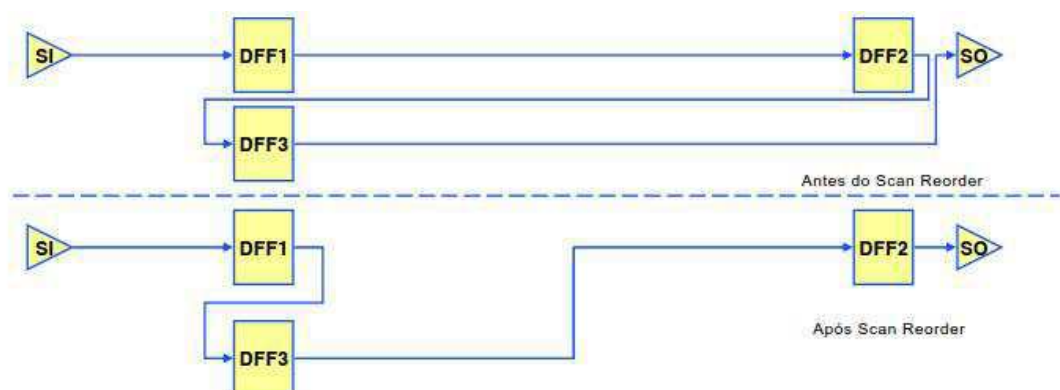 SI
DFF1
DFF2
SO
DFF3
Antes do Scan Reorder
SI
DFF1
DFF2
SO
Após Scan Reorder
DFF3